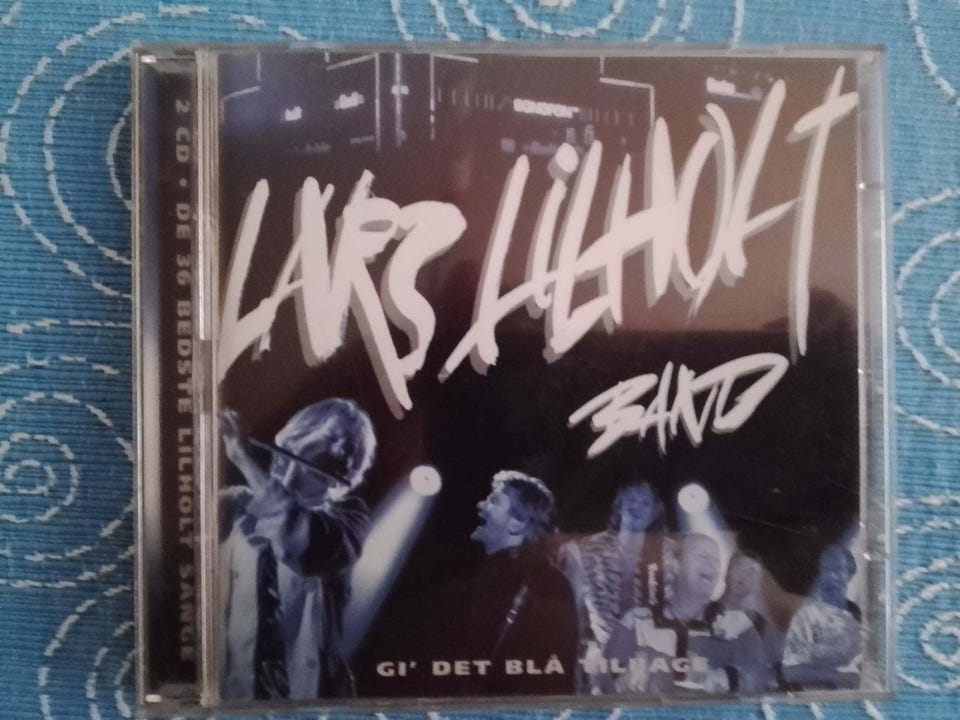 2 CD • DE 36 BEDSTE LILHOLT SANGE
LARS LILHOLT
BAND
GI' DET BLÅ TILBAGE